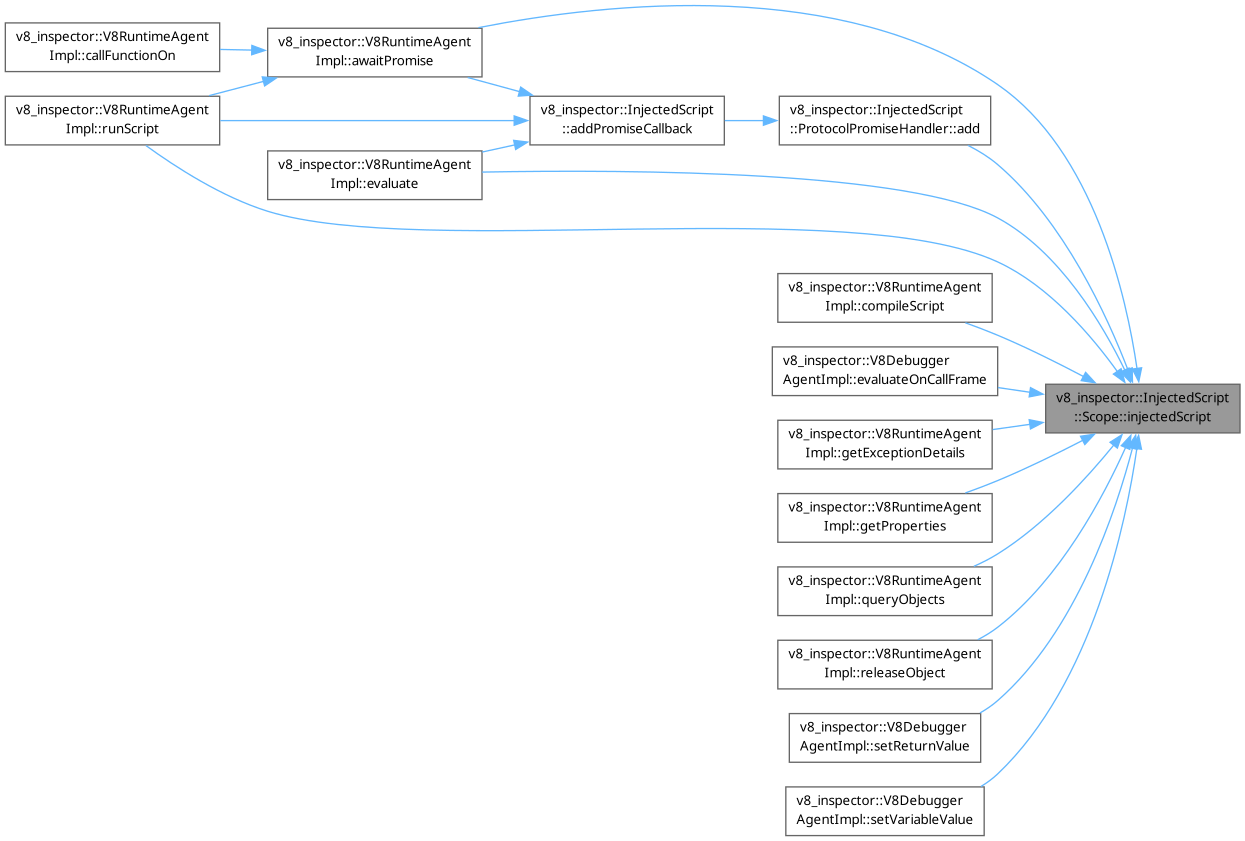 v8_inspector::V8RuntimeAgent
Impl::callFunctionOn
v8_inspector::V8RuntimeAgent
Impl::runScript
v8_inspector::V8RuntimeAgent
Impl::awaitPromise
v8_inspector::V8RuntimeAgent
Impl::evaluate
v8_inspector::InjectedScript
::addPromiseCallback
v8_inspector::InjectedScript
::ProtocolPromiseHandler::add
v8_inspector::V8RuntimeAgent
Impl::compileScript
v8_inspector::V8Debugger
AgentImpl::evaluateOnCallFrame
v8_inspector::V8RuntimeAgent
Impl::getExceptionDetails
v8_inspector::V8RuntimeAgent
Impl::getProperties
v8_inspector::V8RuntimeAgent
Impl::queryObjects
v8_inspector::V8RuntimeAgent
Impl::releaseObject
v8_inspector::V8Debugger
AgentImpl::setReturnValue
v8_inspector::V8Debugger
AgentImpl::setVariableValue
v8_inspector::InjectedScript
::Scope::injectedScript